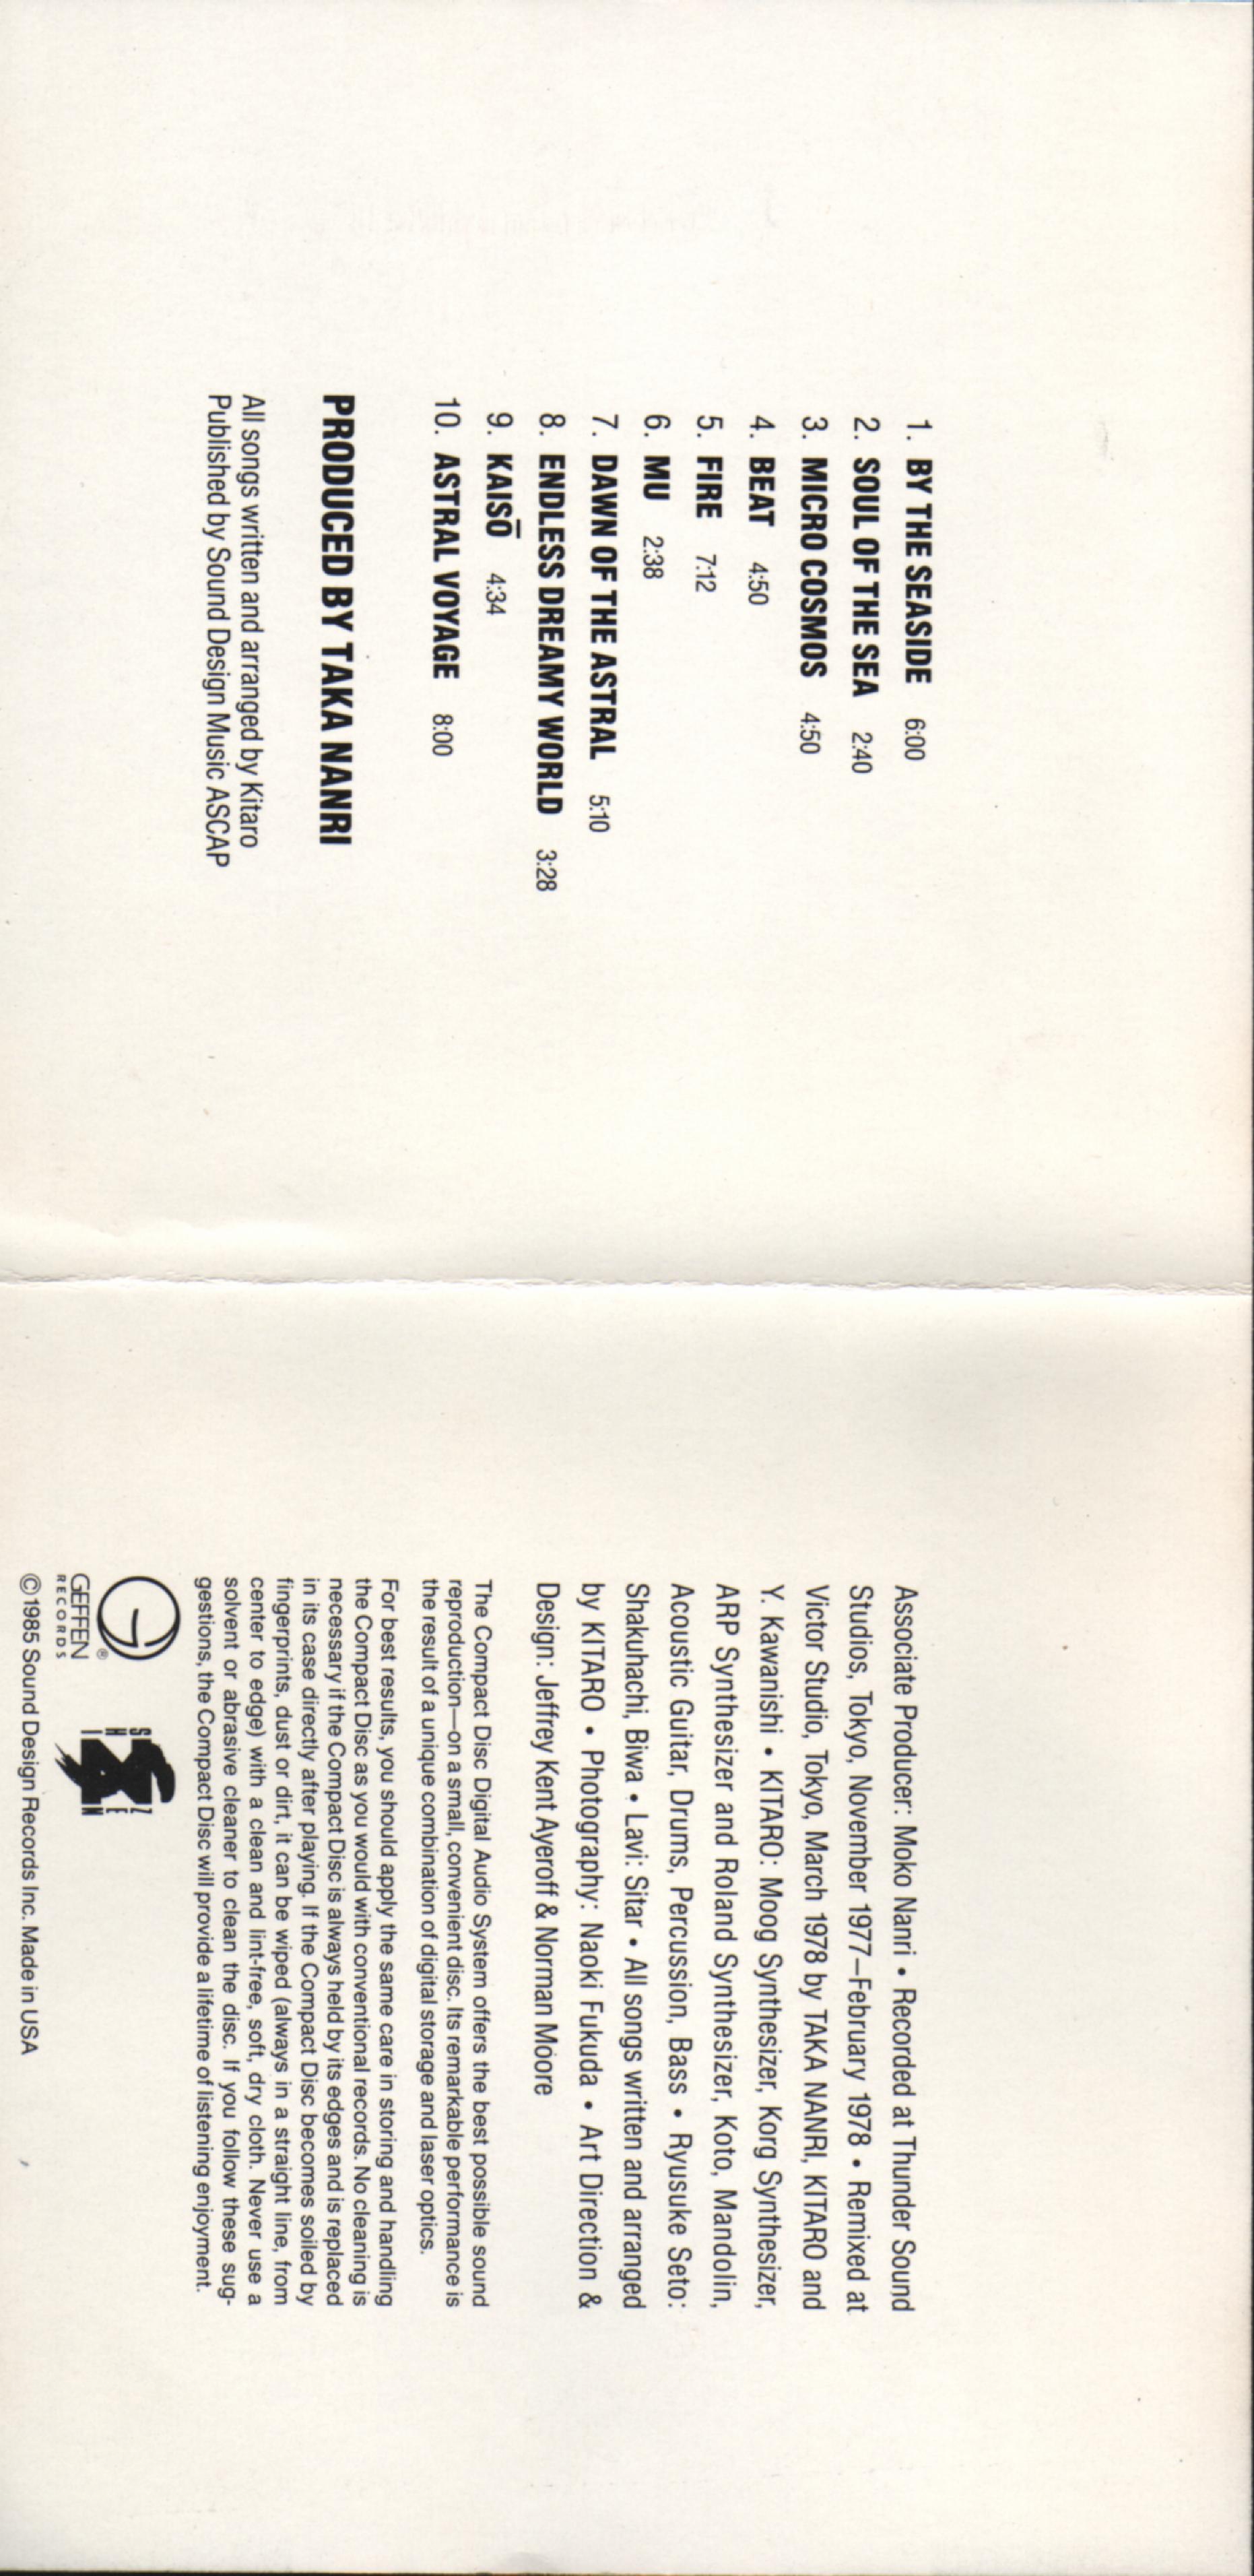 1. BY THE SEASIDE 6:00
2. SOUL OF THE SEA 2:40
3. MICRO COSMOS 4:50
4. BEAT 4:50
5. FIRE 7:12
6. MU 2:38
7. DAWN OF THE ASTRAL 5:10
8. ENDLESS DREAMY WORLD 3:28
9. KAISŌ 4:34
10. ASTRAL VOYAGE 8:00
PRODUCED BY TAKA NANRI
All songs written and arranged by Kitaro
Published by Sound Design Music ASCAP
Associate Producer: Moko Nanri • Recorded at Thunder Sound
Studios, Tokyo, November 1977–February 1978 • Remixed at
Victor Studio, Tokyo, March 1978 by TAKA NANRI, KITARO and
Y. Kawanishi • KITARO: Moog Synthesizer, Korg Synthesizer,
ARP Synthesizer and Roland Synthesizer, Koto, Mandolin,
Acoustic Guitar, Drums, Percussion, Bass • Ryusuke Seto:
Shakuhachi, Biwa • Lavi: Sitar • All songs written and arranged
by KITARO • Photography: Naoki Fukuda • Art Direction &
Design: Jeffrey Kent Ayeroff & Norman Moore
The Compact Disc Digital Audio System offers the best possible sound
reproduction—on a small, convenient disc. Its remarkable performance is
the result of a unique combination of digital storage and laser optics.
For best results, you should apply the same care in storing and handling
the Compact Disc as you would with conventional records. No cleaning is
necessary if the Compact Disc is always held by its edges and is replaced
in its case directly after playing. If the Compact Disc becomes soiled by
fingerprints, dust or dirt, it can be wiped (always in a straight line, from
center to edge) with a clean and lint-free, soft, dry cloth. Never use a
solvent or abrasive cleaner to clean the disc. If you follow these sug-
gestions, the Compact Disc will provide a lifetime of listening enjoyment.
G ®
GEFFEN
RECORDS
SHI ZEN
©1985 Sound Design Records Inc. Made in USA